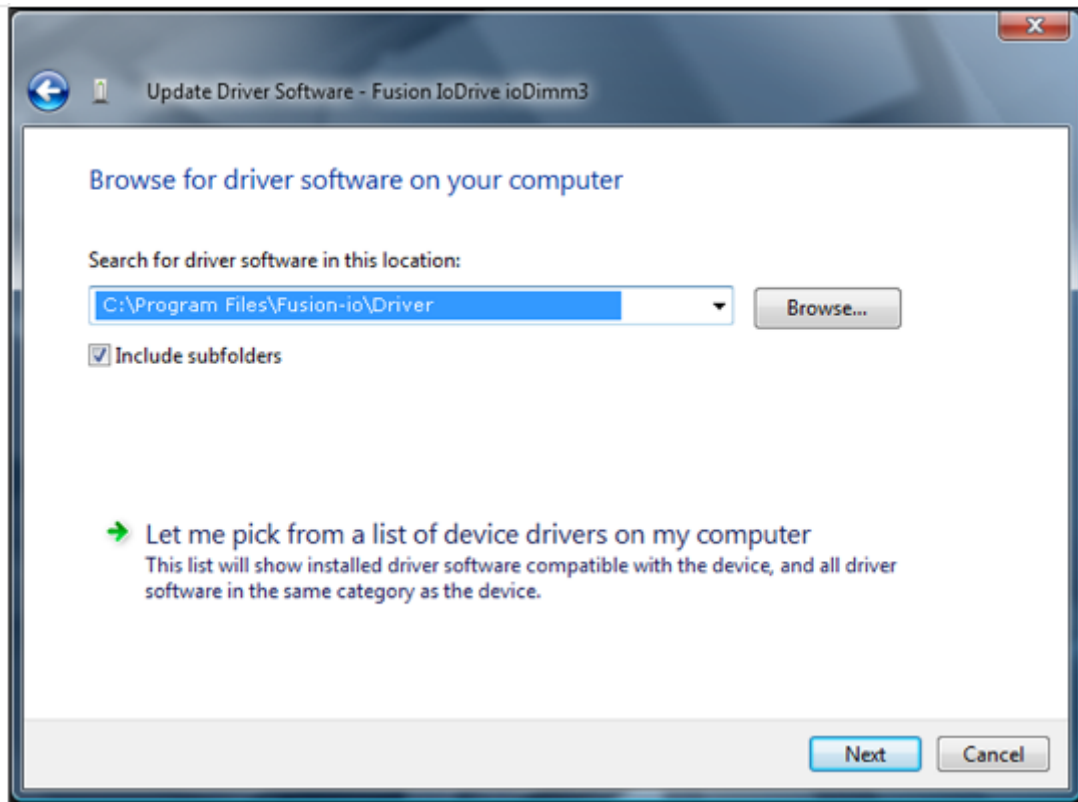 Update Driver Software - Fusion IoDrive ioDimm3
Browse for driver software on your computer
Search for driver software in this location:
C:\Program Files\Fusion-io\Driver
Browse...
Include subfolders
Let me pick from a list of device drivers on my computer
This list will show installed driver software compatible with the device, and all driver
software in the same category as the device.
Next
Cancel